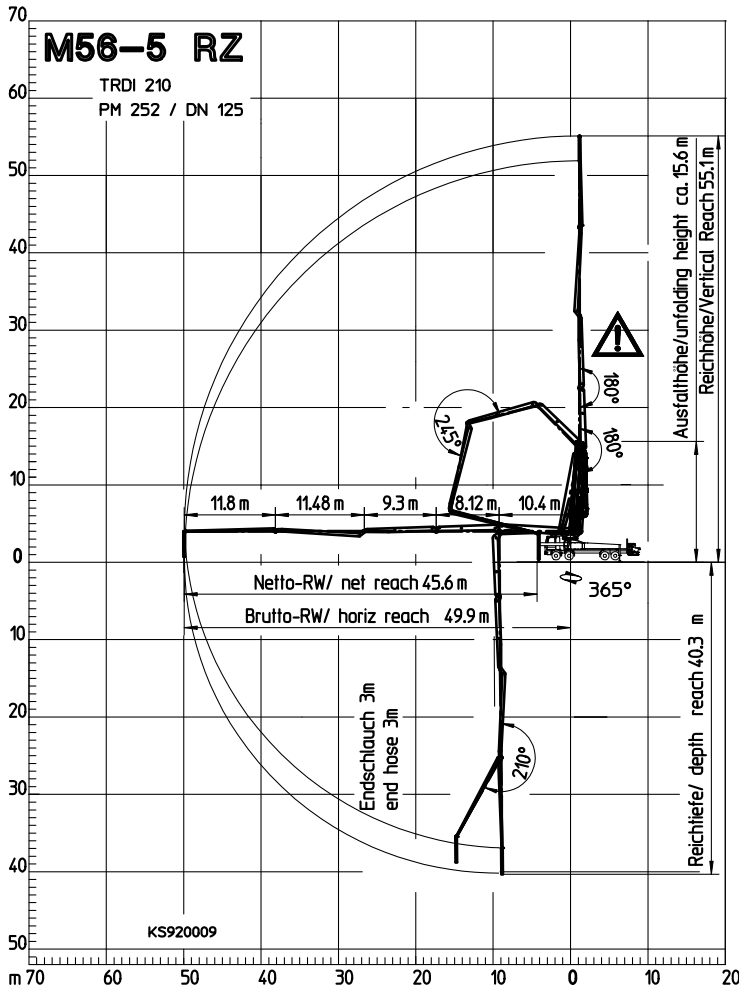 70
M56-5 RZ
TRDI 210
PM 252 / DN 125
60
50
40
30
20
10
0
10
20
30
40
50
Ausfalthöhe/unfolding height ca. 15.6 m
Reichhöhe/Vertical Reach 55.1 m
180°
180°
245°
11.8 m
11.48 m
9.3 m
8.12 m
10.4 m
Netto-RW/ net reach 45.6 m
365°
Brutto-RW/ horiz reach 49.9 m
Reichtiefe/ depth reach 40.3 m
Endschlauch 3m
end hose 3m
210°
KS920009
m 70 60 50 40 30 20 10 0 10 20